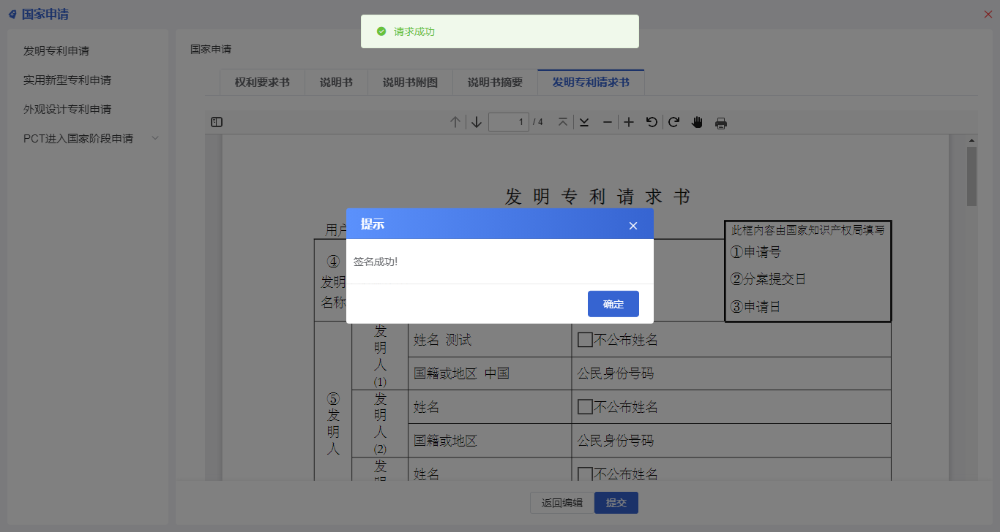 国家申请
请求成功
发明专利申请
实用新型专利申请
外观设计专利申请
PCT进入国家阶段申请
国家申请
权利要求书 说明书 说明书附图 说明书摘要 发明专利请求书
1 / 4
发明专利请求书
用户
此框内容由国家知识产权局填写
①申请号
②分案提交日
③申请日
④
发明
名称
提示
签名成功!
确定
⑤
发
明
人
发
明
人
(1)
姓名 测试
不公布姓名
国籍或地区 中国
公民身份号码
发
明
人
(2)
姓名
不公布姓名
国籍或地区
公民身份号码
发
姓名
不公布姓名
返回编辑 提交